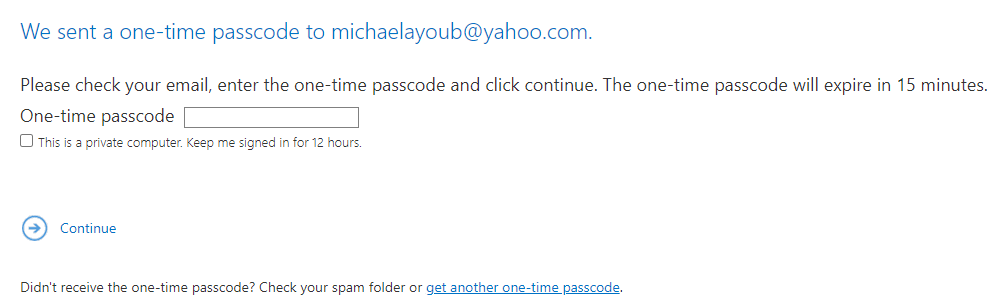 We sent a one-time passcode to michaelayoub@yahoo.com.
Please check your email, enter the one-time passcode and click continue. The one-time passcode will expire in 15 minutes.
One-time passcode
This is a private computer. Keep me signed in for 12 hours.
Continue
Didn't receive the one-time passcode? Check your spam folder or get another one-time passcode.